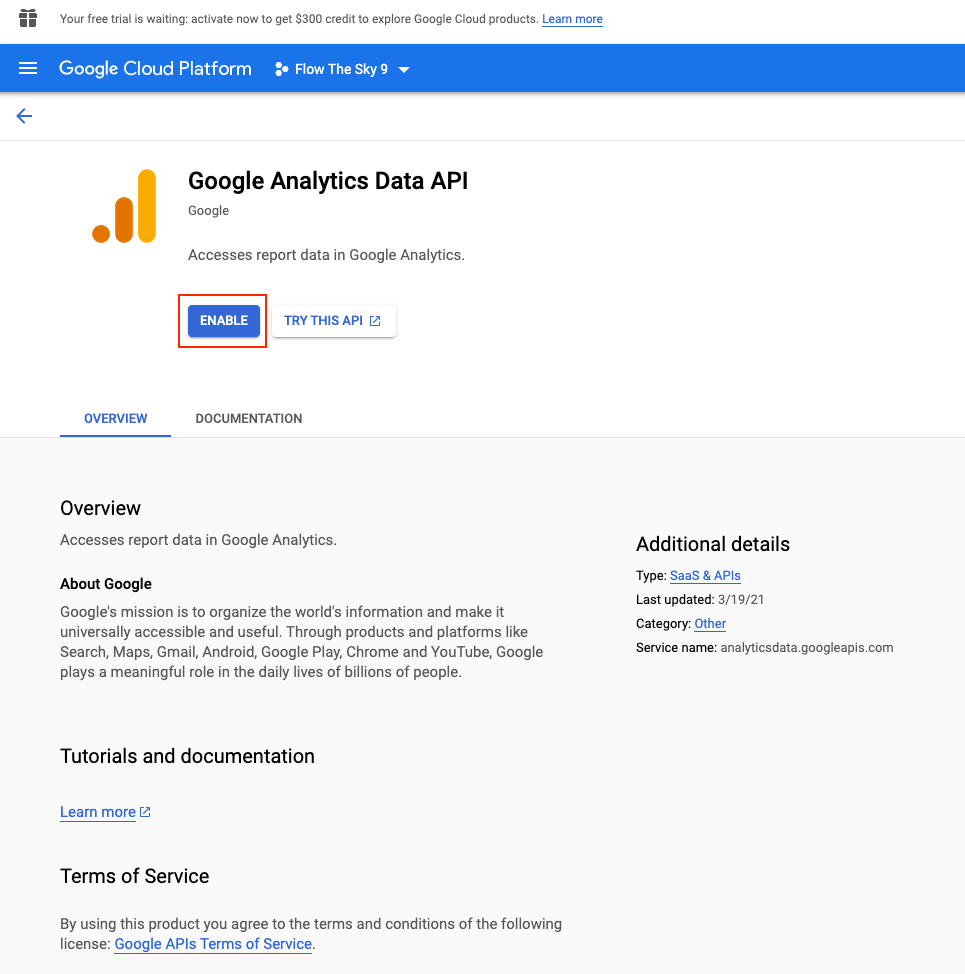 Your free trial is waiting: activate now to get $300 credit to explore Google Cloud products. Learn more
Google Cloud Platform
Flow The Sky 9
Google Analytics Data API
Google
Accesses report data in Google Analytics.
ENABLE
TRY THIS API
OVERVIEW
DOCUMENTATION
Overview
Accesses report data in Google Analytics.
About Google
Google's mission is to organize the world's information and make it
universally accessible and useful. Through products and platforms like
Search, Maps, Gmail, Android, Google Play, Chrome and YouTube, Google
plays a meaningful role in the daily lives of billions of people.
Additional details
Type: SaaS & APIs
Last updated: 3/19/21
Category: Other
Service name: analyticsdata.googleapis.com
Tutorials and documentation
Learn more
Terms of Service
By using this product you agree to the terms and conditions of the following
license: Google APIs Terms of Service.